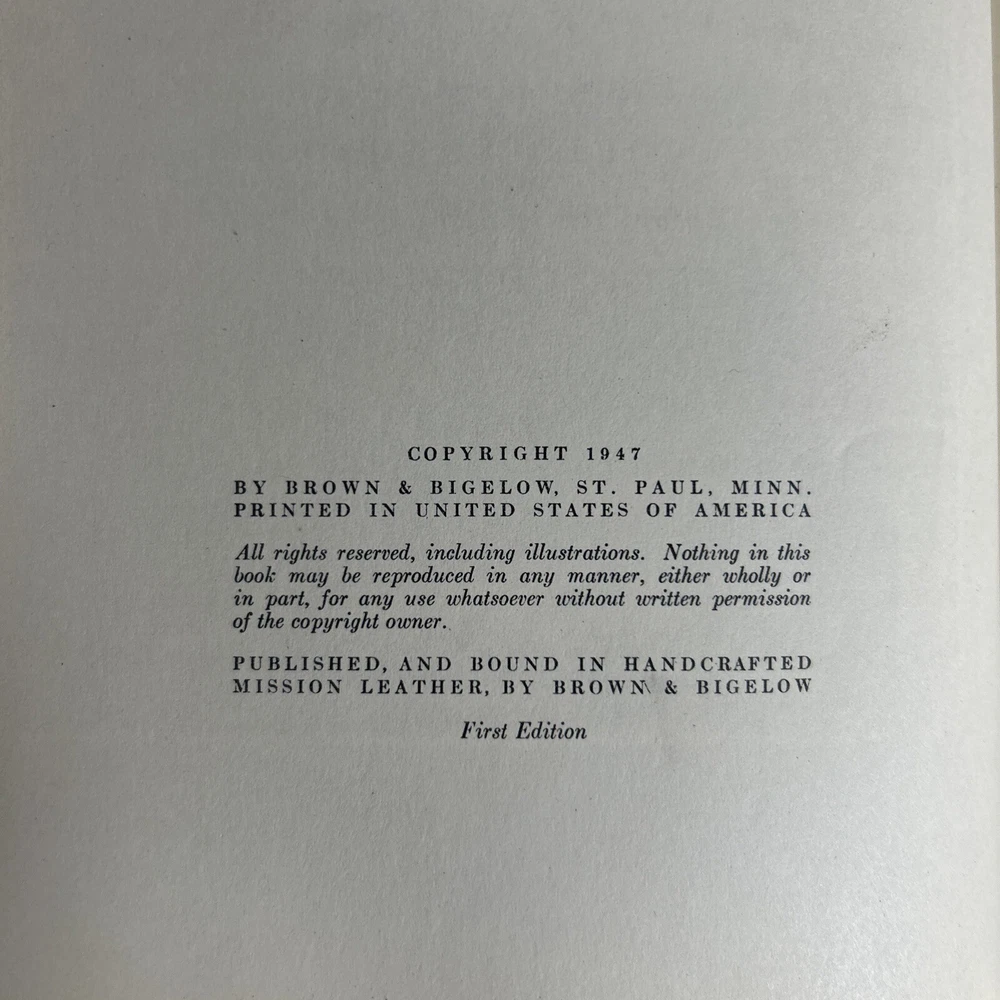 COPYRIGHT 1947
BY BROWN & BIGELOW, ST. PAUL, MINN.
PRINTED IN UNITED STATES OF AMERICA
All rights reserved, including illustrations. Nothing in this
book may be reproduced in any manner, either wholly or
in part, for any use whatsoever without written permission
of the copyright owner.
PUBLISHED, AND BOUND IN HANDCRAFTED
MISSION LEATHER, BY BROWN & BIGELOW
First Edition